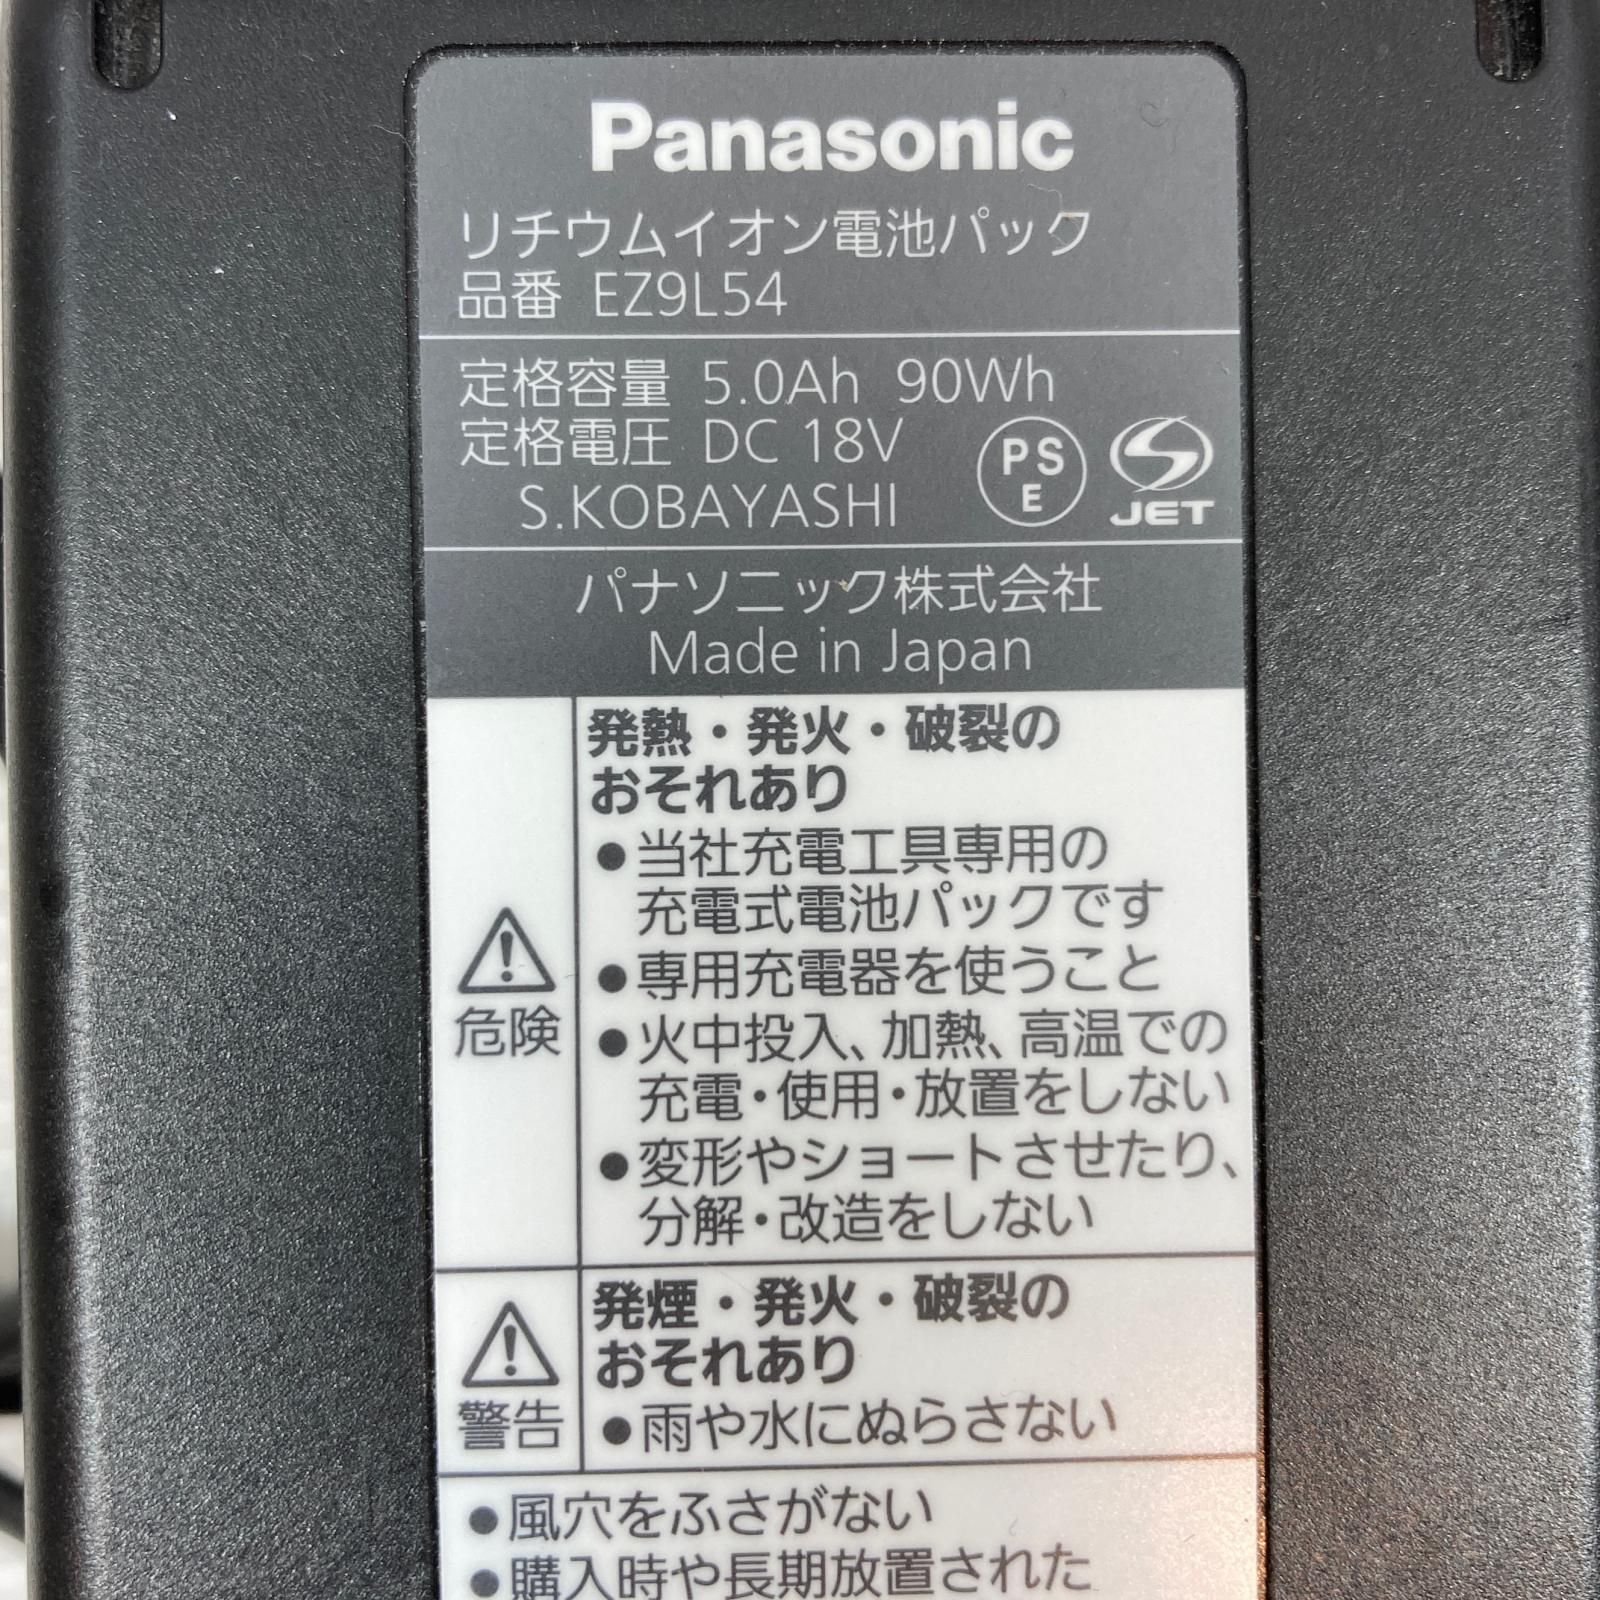 Panasonic
リチウムイオン電池パック
品番 EZ9L54
定格容量 5.0Ah 90Wh
定格電圧 DC 18V
S.KOBAYASHI
PS
E
JET
パナソニック株式会社
Made in Japan
発熱・発火・破裂の
おそれあり
●当社充電工具専用の
充電式電池パックです
●専用充電器を使うこと
●火中投入、加熱、高温での
充電・使用・放置をしない
●変形やショートさせたり、
分解・改造をしない
危険
発煙・発火・破裂の
おそれあり
●雨や水にぬらさない
警告
●風穴をふさがない
●購入時や長期放置された